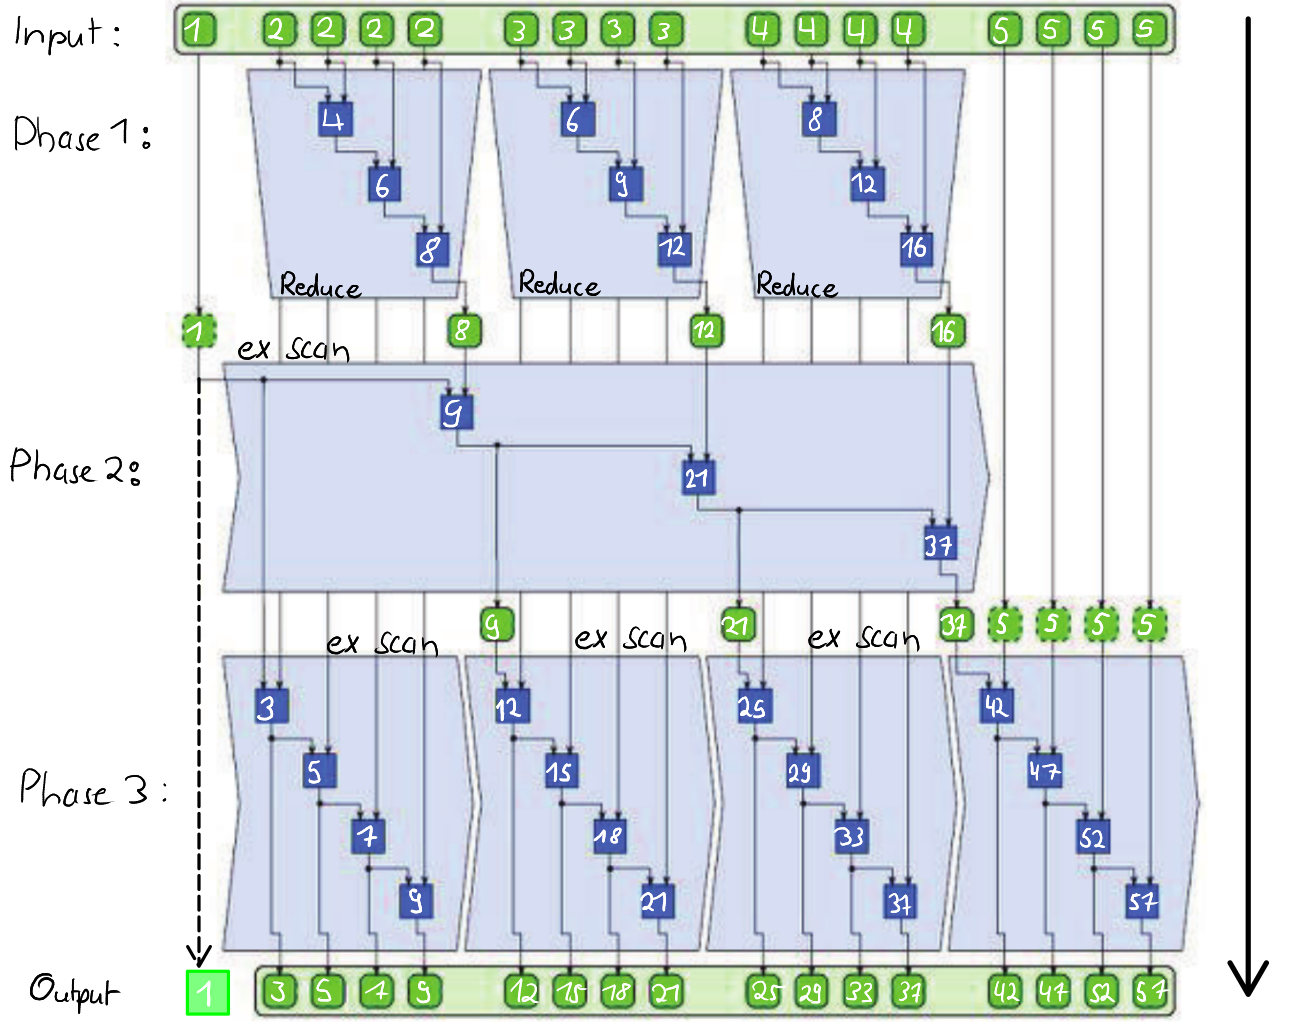 Input: 1 2 2 2 2 3 3 3 3 4 4 4 4 5 5 5 5
Phase 1:
4 6 8
6 9 12
9 12
8 12 16
Reduce Reduce Reduce
1 8 12 16
ex scan
9
Phase 2:
21
37
9 21 37 5 5 5 5
ex scan ex scan ex scan
3 12 25 42
5 15 29 47
Phase 3:
7 18 33 52
9 21 37 57
Output 1 3 5 7 9 12 15 18 21 25 29 33 37 42 47 52 57